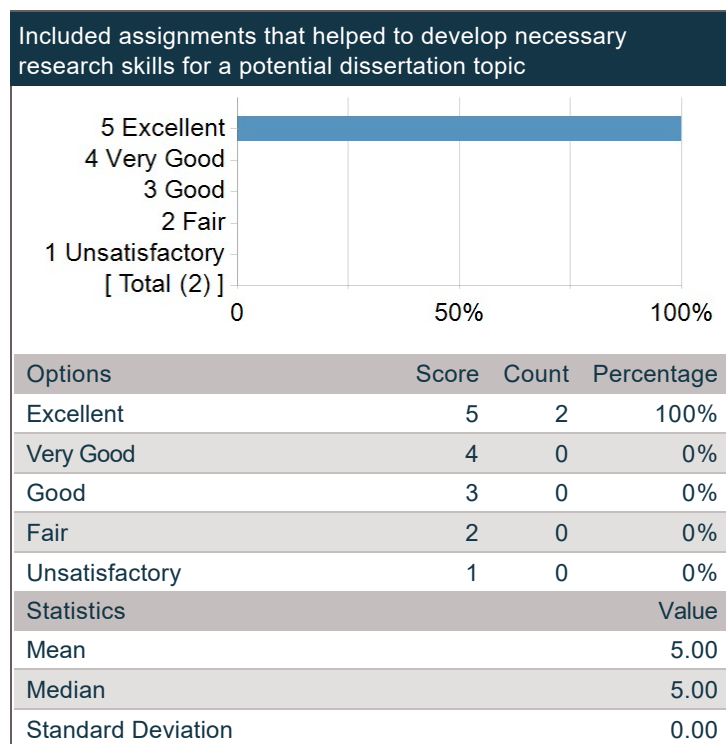 Included assignments that helped to develop necessary
research skills for a potential dissertation topic
5 Excellent
4 Very Good
3 Good
2 Fair
1 Unsatisfactory
[ Total (2) ]
0 50% 100%
Options Score Count Percentage
Excellent 5 2 100%
Very Good 4 0 0%
Good 3 0 0%
Fair 2 0 0%
Unsatisfactory 1 0 0%
Statistics Value
Mean 5.00
Median 5.00
Standard Deviation 0.00